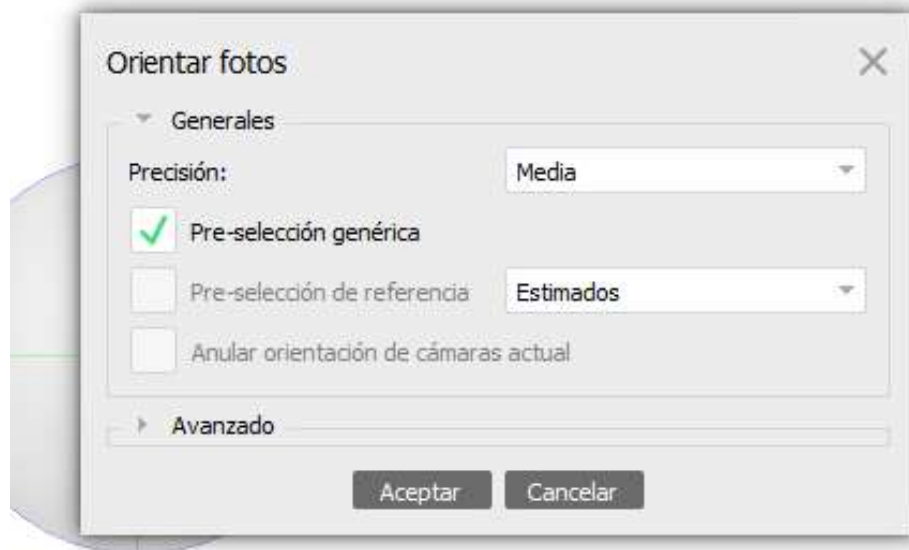 Orientar fotos
Generales
Precisión: Media
Pre-selección genérica
Pre-selección de referencia Estimados
Anular orientación de cámaras actual
Avanzado
Aceptar Cancelar